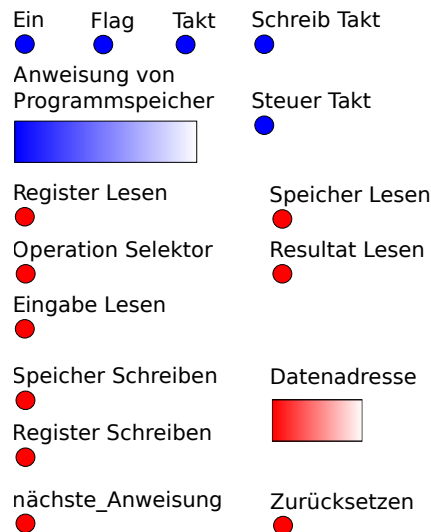 Ein Flag Takt Schreib Takt
Anweisung von
Programmspeicher
Steuer Takt
Register Lesen
Speicher Lesen
Operation Selektor
Resultat Lesen
Eingabe Lesen
Speicher Schreiben
Datenadresse
Register Schreiben
nächste_Anweisung
Zurücksetzen